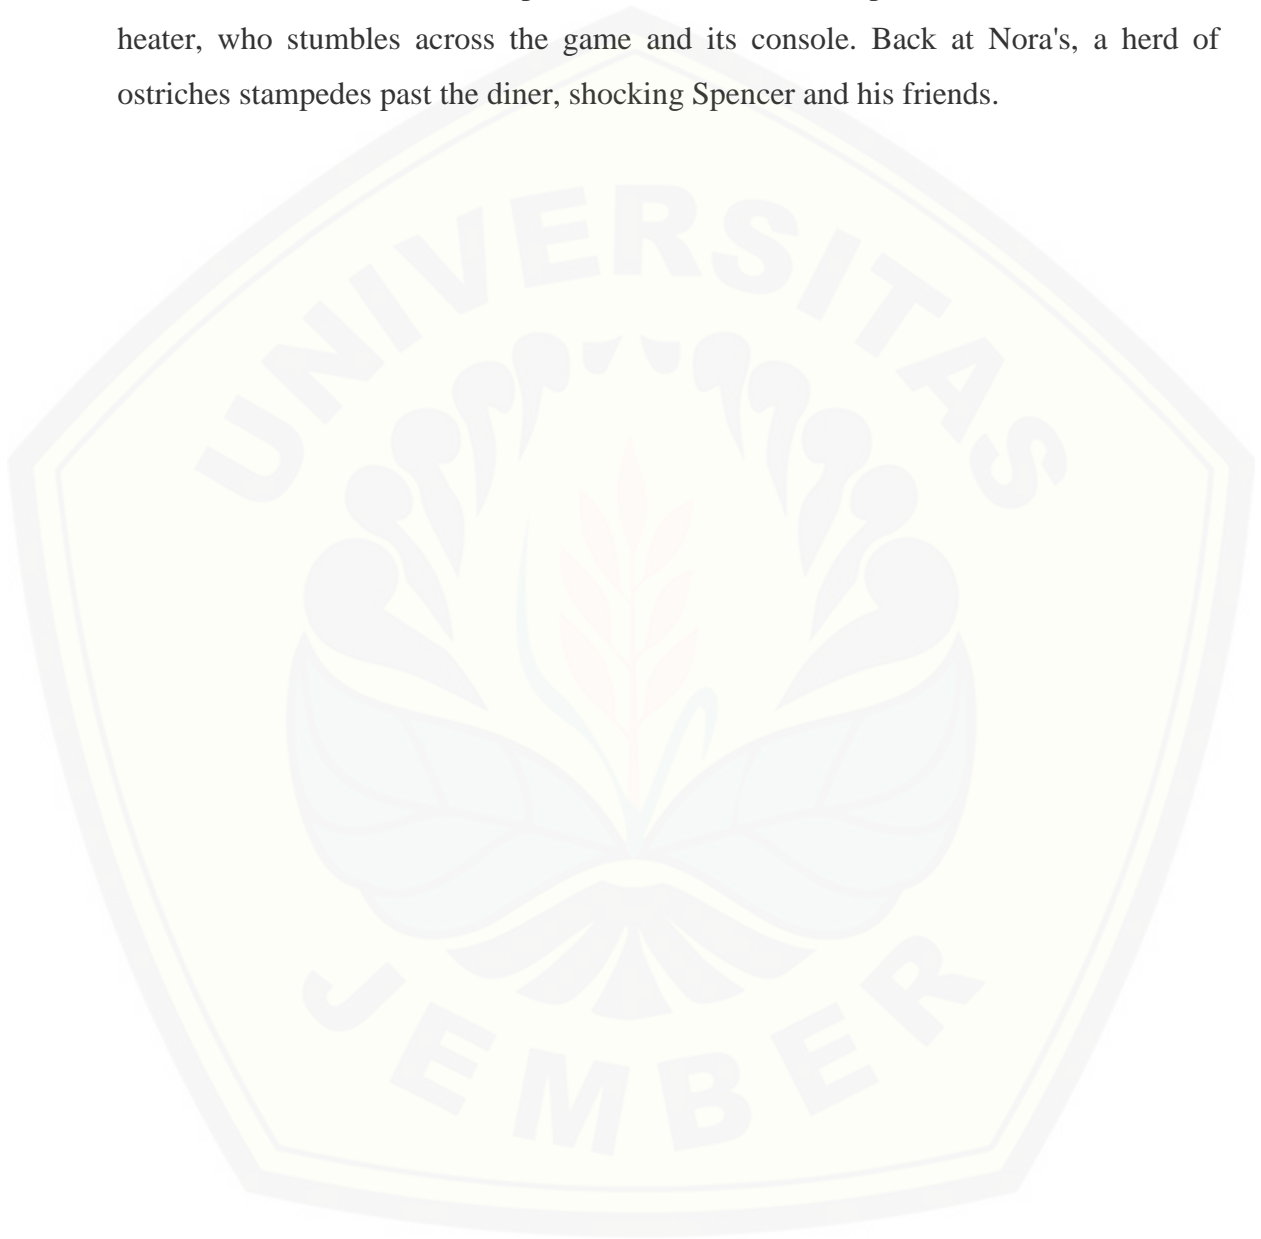 heater, who stumbles across the game and its console. Back at Nora's, a herd of
ostriches stampedes past the diner, shocking Spencer and his friends.
UNIVERSITAS
JEMBER